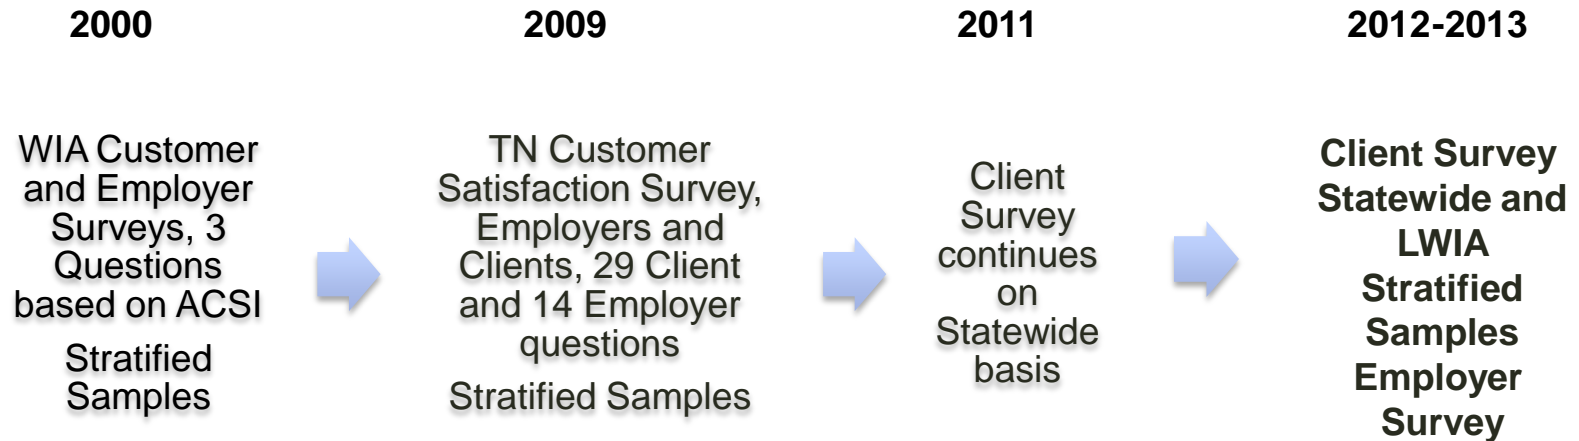 2000
WIA Customer
and Employer
Surveys, 3
Questions
based on ACSI
Stratified
Samples
2009
TN Customer
Satisfaction Survey,
Employers and
Clients, 29 Client
and 14 Employer
questions
Stratified Samples
2011
Client
Survey
continues
on
Statewide
basis
2012-2013
Client Survey
Statewide and
LWIA
Stratified
Samples
Employer
Survey